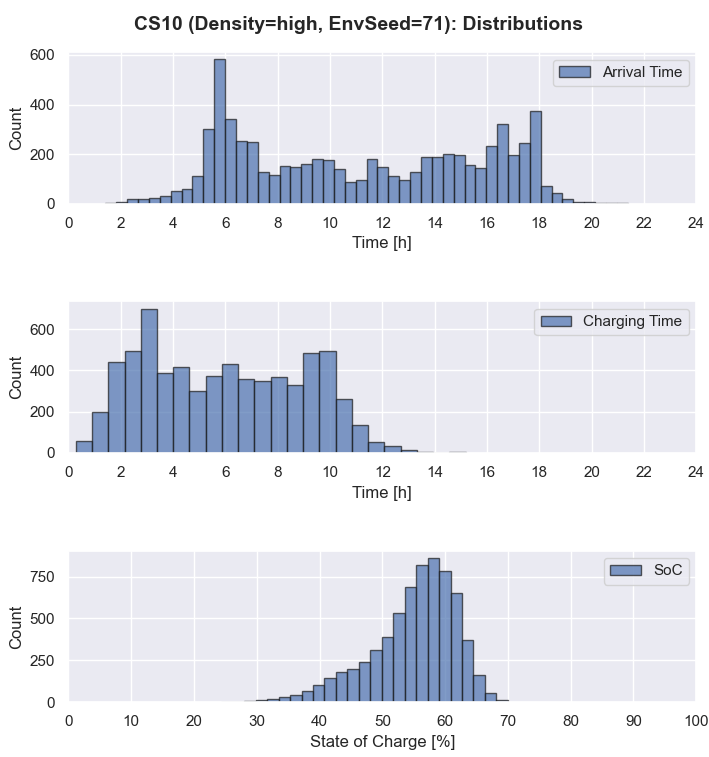 CS10 (Density=high, EnvSeed=71): Distributions
600
400
200
0
Count
Arrival Time
0 2 4 6 8 10 12 14 16 18 20 22 24
Time [h]
600
400
200
0
Count
Charging Time
0 2 4 6 8 10 12 14 16 18 20 22 24
Time [h]
750
500
250
0
Count
SoC
0 10 20 30 40 50 60 70 80 90 100
State of Charge [%]